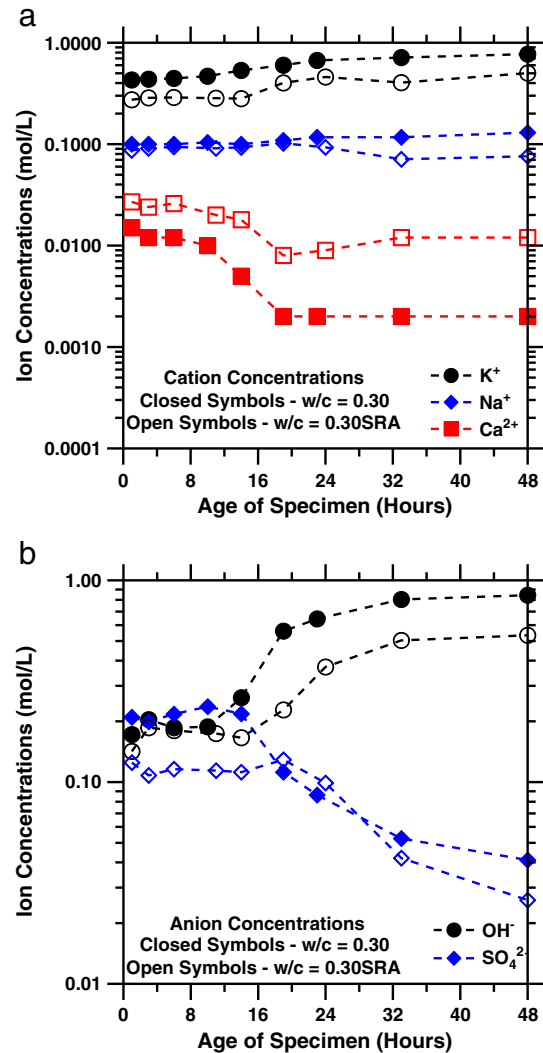 a
Ion Concentrations (mol/L)
1.0000
0.1000
0.0100
0.0010
0.0001
Cation Concentrations
Closed Symbols - w/c = 0.30
Open Symbols - w/c = 0.30SRA
K⁺
Na⁺
Ca²⁺
0 8 16 24 32 40 48
Age of Specimen (Hours)
b
Ion Concentrations (mol/L)
1.00
0.10
0.01
Anion Concentrations
Closed Symbols - w/c = 0.30
Open Symbols - w/c = 0.30SRA
OH⁻
SO₄²⁻
0 8 16 24 32 40 48
Age of Specimen (Hours)